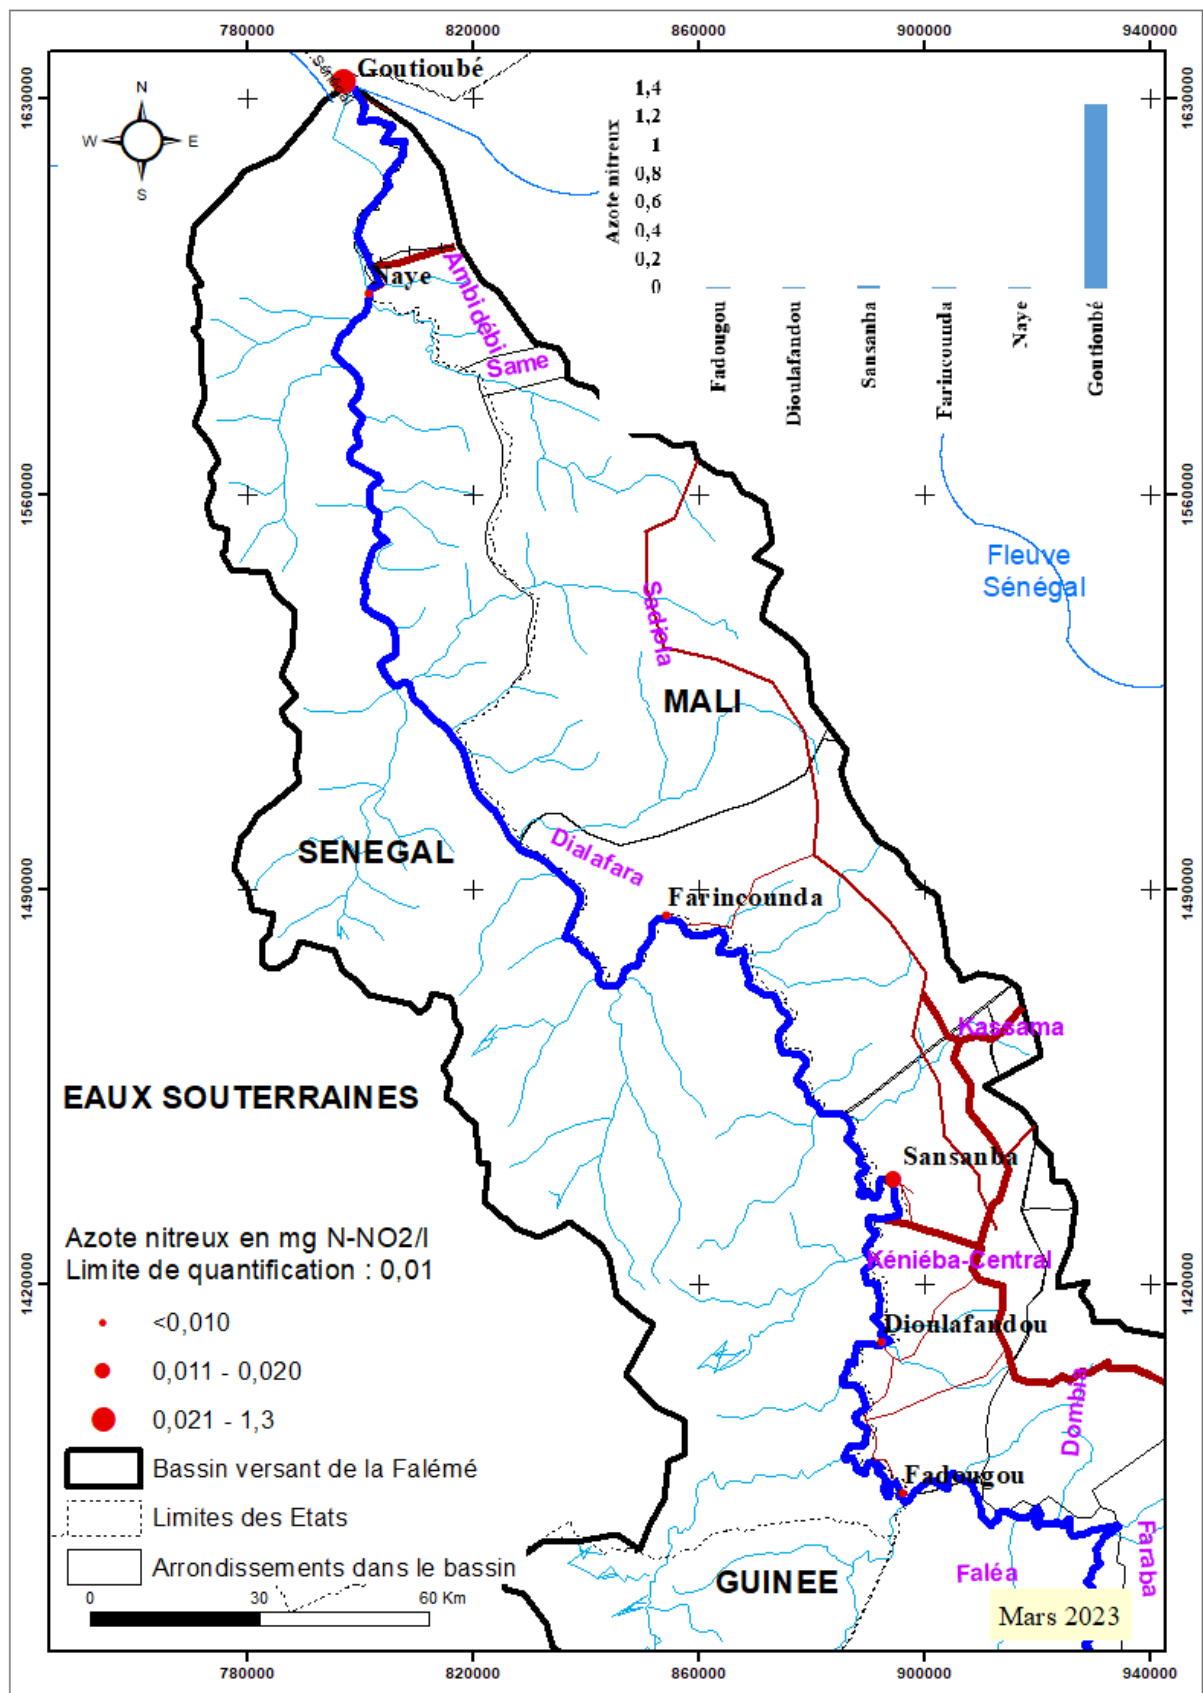 780000 820000 860000 900000 940000
1630000
1630000
Goutioubé
Sénégal
N
W E
S
Azote nitreux
1,4
1,2
1
0,8
0,6
0,4
0,2
0
Fadougou
Dioulafandou
Sansanba
Farincounda
Naye
Goutioubé
Naye
Ambidébi
Same
1560000
1560000
Fleuve
Sénégal
Sadiola
MALI
SENEGAL
Dialafara
Farincounda
1490000
1490000
Kassama
EAUX SOUTERRAINES
Sansanba
Kéniéba-Central
Azote nitreux en mg N-NO2/l
Limite de quantification : 0,01
1420000
1420000
<0,010
0,011 - 0,020
0,021 - 1,3
Bassin versant de la Falémé
Limites des Etats
Arrondissements dans le bassin
0 30 60 Km
Dioulafandou
Dombia
Fadougou
Faraba
Faléa
GUINEE
Mars 2023
780000 820000 860000 900000 940000